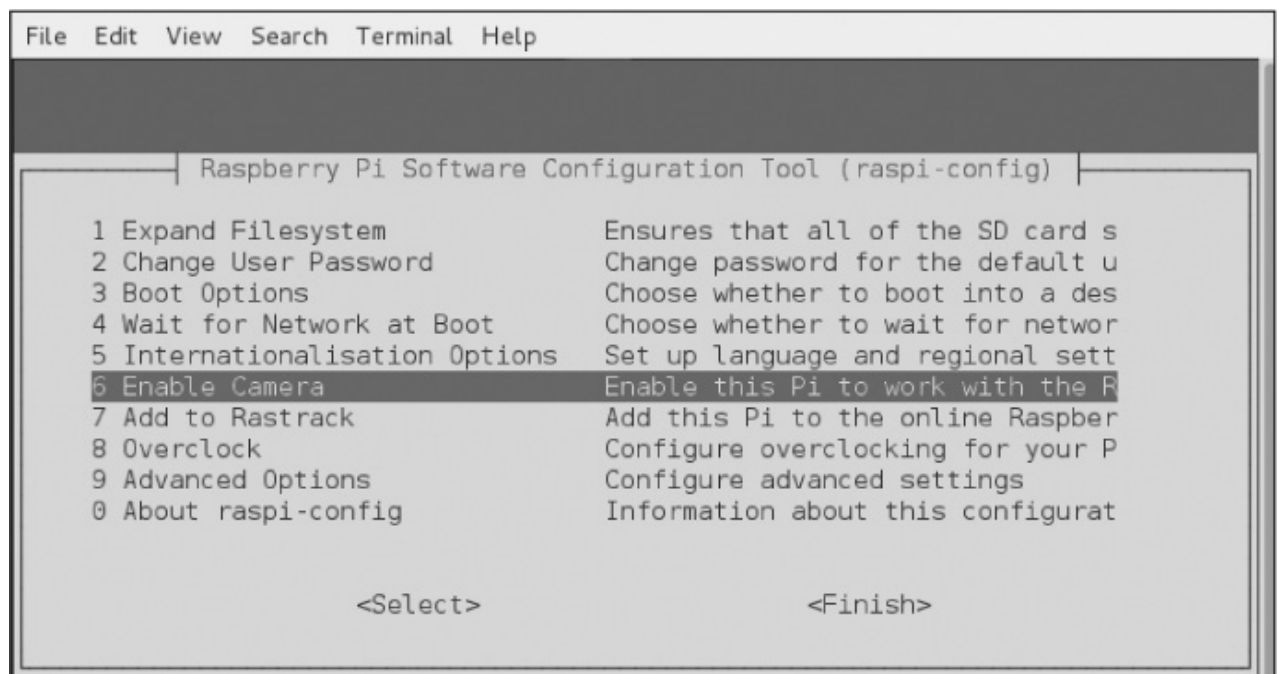 File Edit View Search Terminal Help
Raspberry Pi Software Configuration Tool (raspi-config)
1 Expand Filesystem Ensures that all of the SD card s
2 Change User Password Change password for the default u
3 Boot Options Choose whether to boot into a des
4 Wait for Network at Boot Choose whether to wait for networ
5 Internationalisation Options Set up language and regional sett
6 Enable Camera Enable this Pi to work with the R
7 Add to Rastrack Add this Pi to the online Raspber
8 Overclock Configure overclocking for your P
9 Advanced Options Configure advanced settings
0 About raspi-config Information about this configurat
<Select> <Finish>